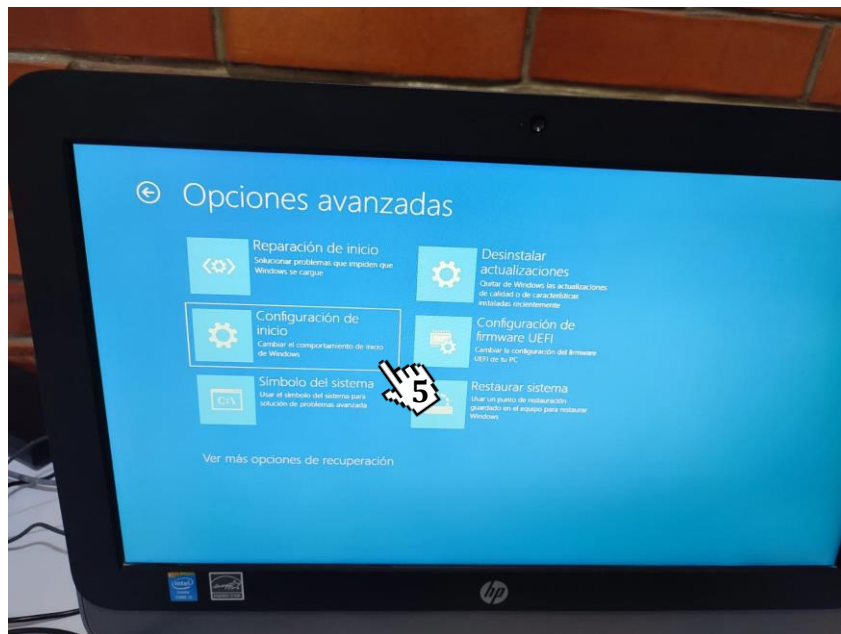 Opciones avanzadas
Reparación de inicio
Solucionar problemas que impiden que
Windows se cargue
Configuración de
inicio
Cambiar el comportamiento de inicio
de Windows
Símbolo del sistema
Usar el símbolo del sistema para
solución de problemas avanzada
C:\
Desinstalar
actualizaciones
Quitar de Windows las actualizaciones
de calidad o de características
instaladas recientemente
Configuración de
firmware UEFI
Cambiar la configuración del firmware
UEFI de tu PC
Restaurar sistema
Usar un punto de restauración
guardado en el equipo para restaurar
Windows
5
Ver más opciones de recuperación
intel
hp